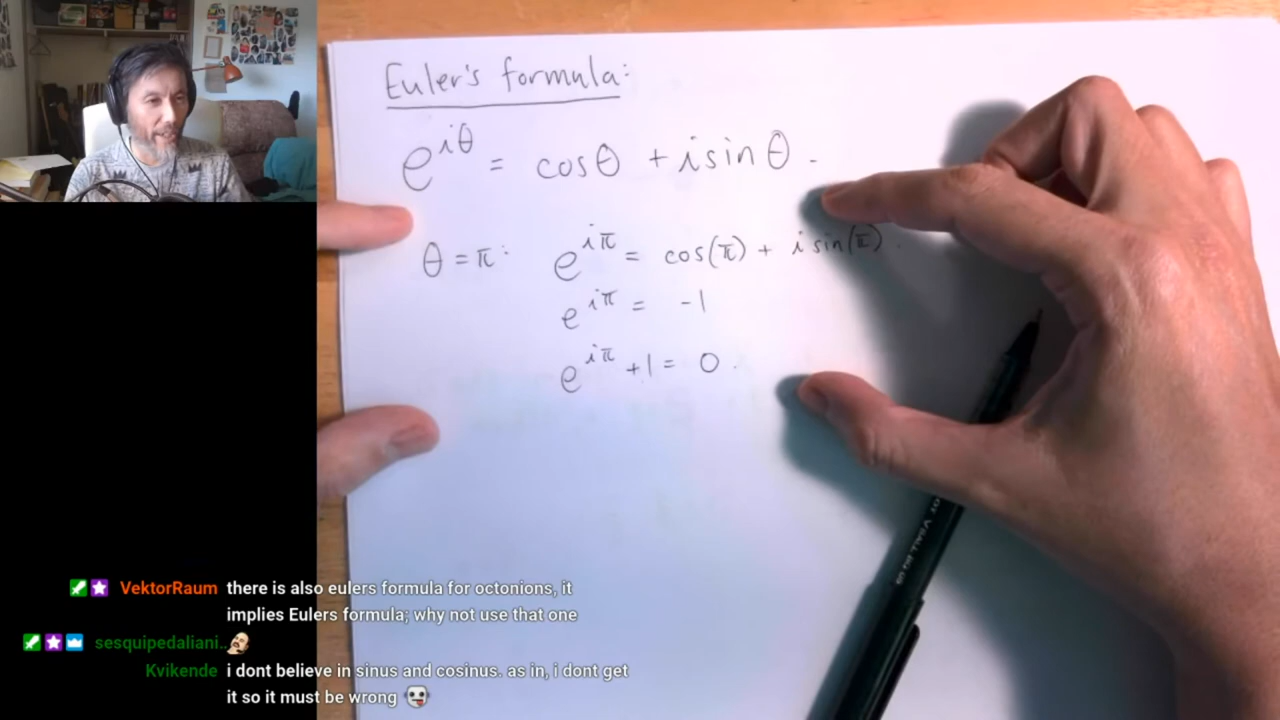 Euler's formula:
e^{iθ} = cosθ + i sinθ.
θ = π: e^{iπ} = cos(π) + i sin(π).
e^{iπ} = -1
e^{iπ} + 1 = 0.
VektorRaum there is also eulers formula for octonions, it
implies Eulers formula; why not use that one
sesquipedaliani..
Kvikende i dont believe in sinus and cosinus. as in, i dont get
it so it must be wrong